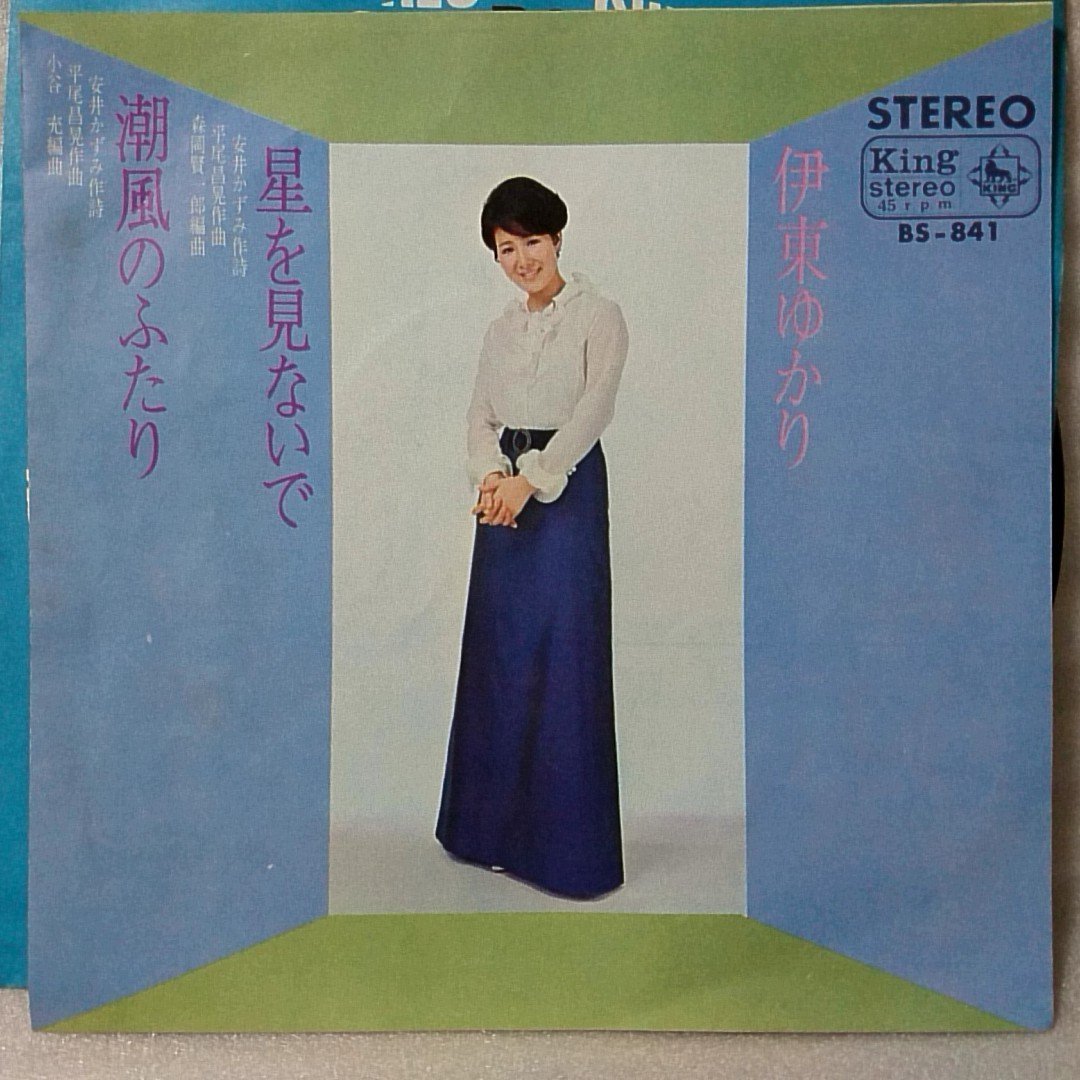 STEREO
King
stereo
45 rpm
KING
BS-841
伊東ゆかり
星を見ないで
安井かずみ作詩
平尾昌晃作曲
森岡賢一郎編曲
潮風のふたり
安井かずみ作詩
平尾昌晃作曲
小谷 充編曲